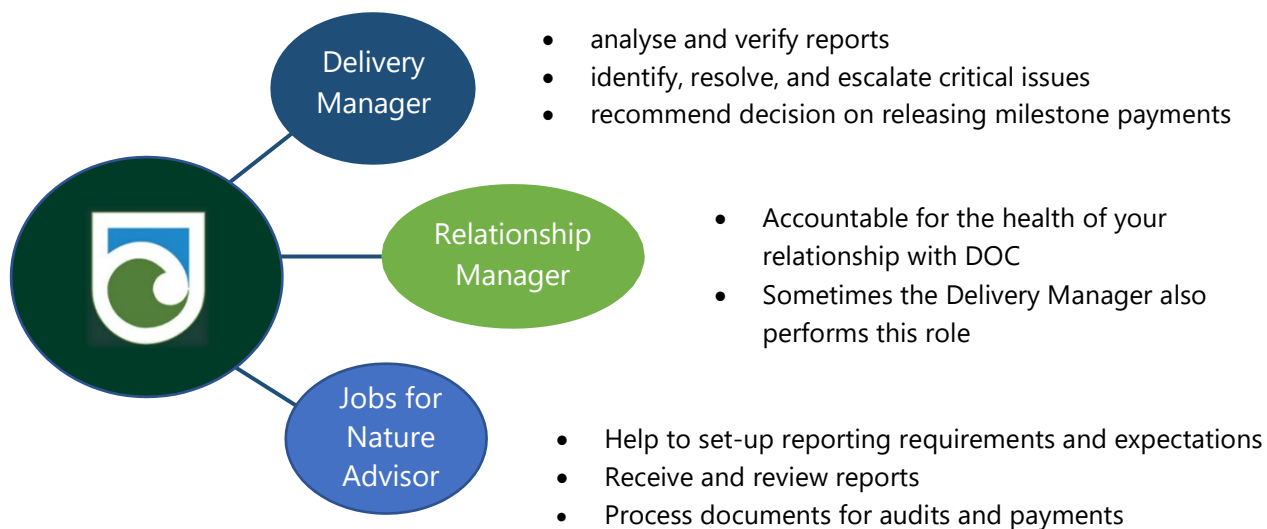 Delivery
Manager
• analyse and verify reports
• identify, resolve, and escalate critical issues
• recommend decision on releasing milestone payments
Relationship
Manager
• Accountable for the health of your
relationship with DOC
• Sometimes the Delivery Manager also
performs this role
Jobs for
Nature
Advisor
• Help to set-up reporting requirements and expectations
• Receive and review reports
• Process documents for audits and payments